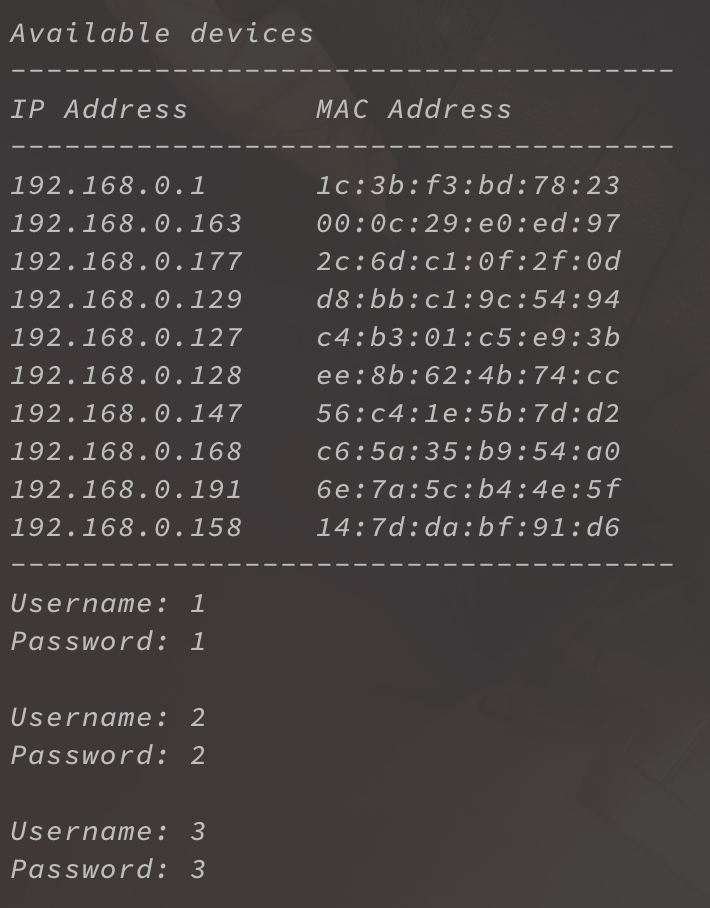 Available devices
-------------------------------------
IP Address       MAC Address
-------------------------------------
192.168.0.1      1c:3b:f3:bd:78:23
192.168.0.163    00:0c:29:e0:ed:97
192.168.0.177    2c:6d:c1:0f:2f:0d
192.168.0.129    d8:bb:c1:9c:54:94
192.168.0.127    c4:b3:01:c5:e9:3b
192.168.0.128    ee:8b:62:4b:74:cc
192.168.0.147    56:c4:1e:5b:7d:d2
192.168.0.168    c6:5a:35:b9:54:a0
192.168.0.191    6e:7a:5c:b4:4e:5f
192.168.0.158    14:7d:da:bf:91:d6
-------------------------------------
Username: 1
Password: 1

Username: 2
Password: 2

Username: 3
Password: 3